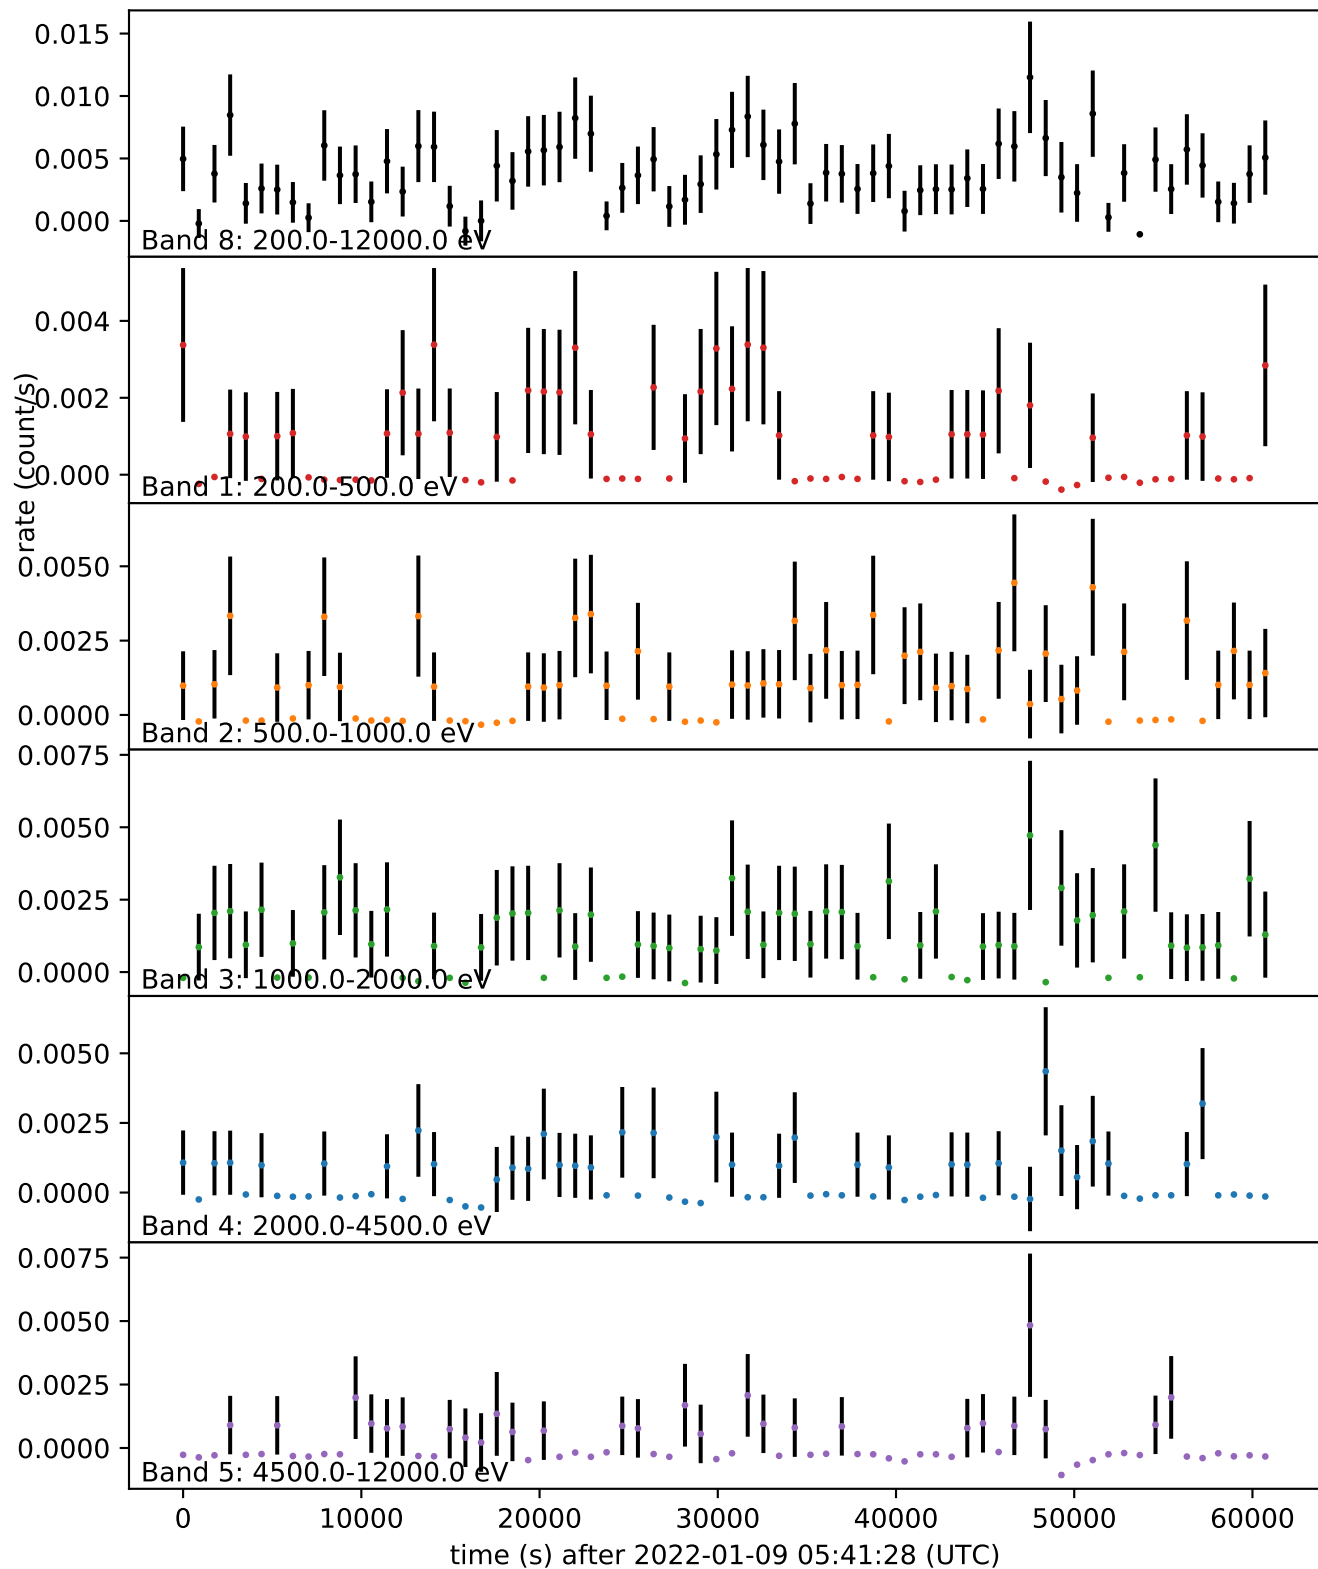 0.015
0.010
0.005
0.000
Band 8: 200.0-12000.0 eV
0.004
0.002
0.000
Band 1: 200.0-500.0 eV
orate (count/s)
0.0050
0.0025
0.0000
Band 2: 500.0-1000.0 eV
0.0075
0.0050
0.0025
0.0000
Band 3: 1000.0-2000.0 eV
0.0050
0.0025
0.0000
Band 4: 2000.0-4500.0 eV
0.0075
0.0050
0.0025
0.0000
Band 5: 4500.0-12000.0 eV
0 10000 20000 30000 40000 50000 60000
time (s) after 2022-01-09 05:41:28 (UTC)